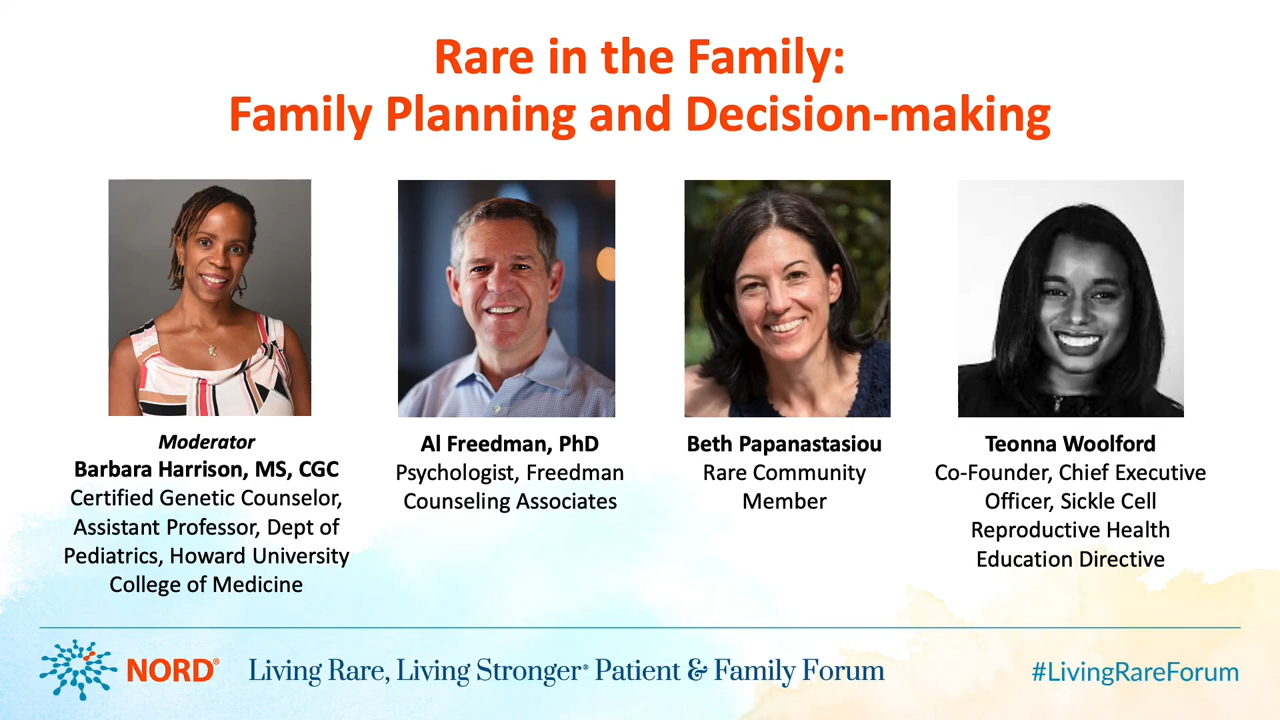 Rare in the Family:
Family Planning and Decision-making
Moderator
Barbara Harrison, MS, CGC
Certified Genetic Counselor,
Assistant Professor, Dept of
Pediatrics, Howard University
College of Medicine
Al Freedman, PhD
Psychologist, Freedman
Counseling Associates
Beth Papanastasiou
Rare Community
Member
Teonna Woolford
Co-Founder, Chief Executive
Officer, Sickle Cell
Reproductive Health
Education Directive
NORD®
Living Rare, Living Stronger® Patient & Family Forum
#LivingRareForum